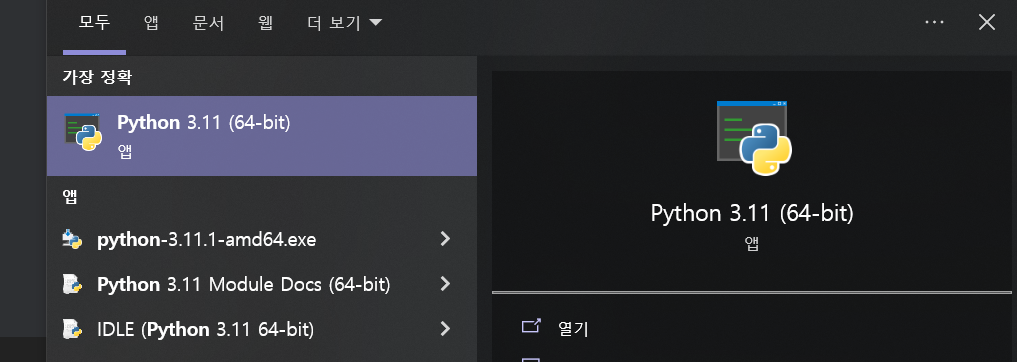 모두 앱 문서 웹 더 보기
가장 정확
Python 3.11 (64-bit)
앱
앱
python-3.11.1-amd64.exe
Python 3.11 Module Docs (64-bit)
IDLE (Python 3.11 64-bit)
Python 3.11 (64-bit)
앱
열기